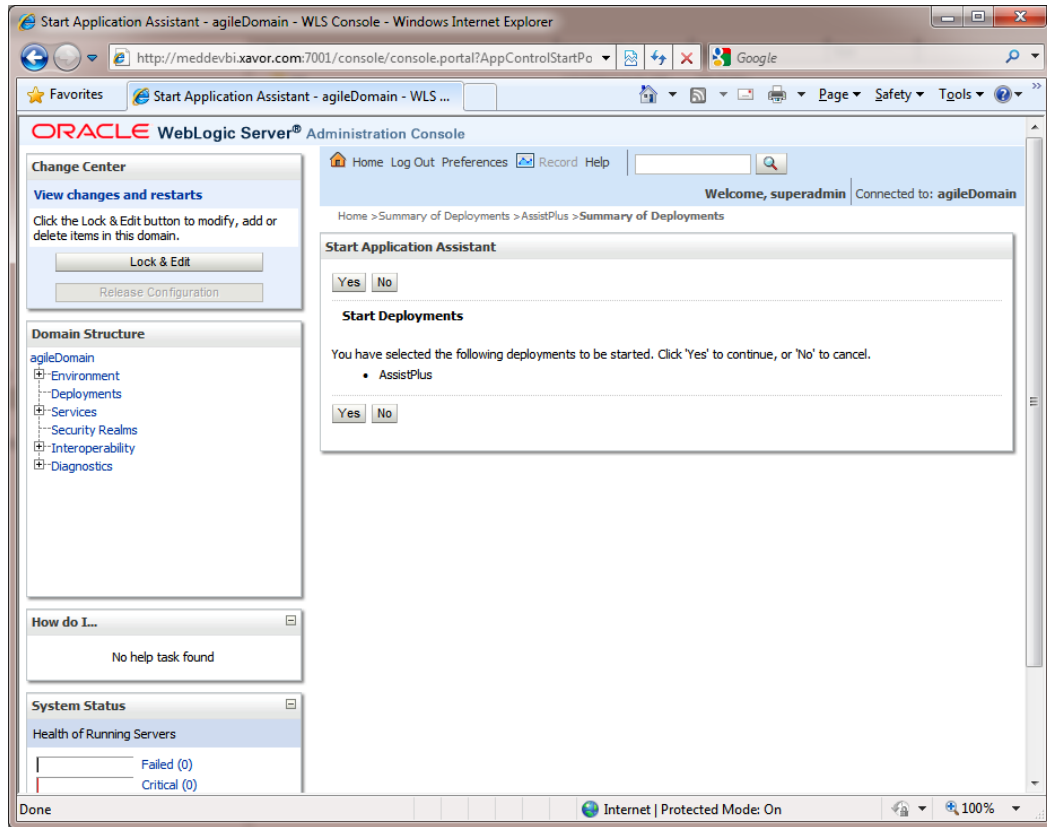 Start Application Assistant - agileDomain - WLS Console - Windows Internet Explorer
http://meddevbi.xavor.com:7001/console/console.portal?AppControlStartPo
Google
Favorites
Start Application Assistant - agileDomain - WLS ...
Page Safety Tools
ORACLE WebLogic Server® Administration Console
Change Center
View changes and restarts
Click the Lock & Edit button to modify, add or
delete items in this domain.
Lock & Edit
Release Configuration
Domain Structure
agileDomain
Environment
Deployments
Services
Security Realms
Interoperability
Diagnostics
How do I...
No help task found
System Status
Health of Running Servers
Failed (0)
Critical (0)
Home Log Out Preferences Record Help
Welcome, superadmin Connected to: agileDomain
Home >Summary of Deployments >AssistPlus >Summary of Deployments
Start Application Assistant
Yes No
Start Deployments
You have selected the following deployments to be started. Click 'Yes' to continue, or 'No' to cancel.
• AssistPlus
Yes No
Done
Internet | Protected Mode: On
100%